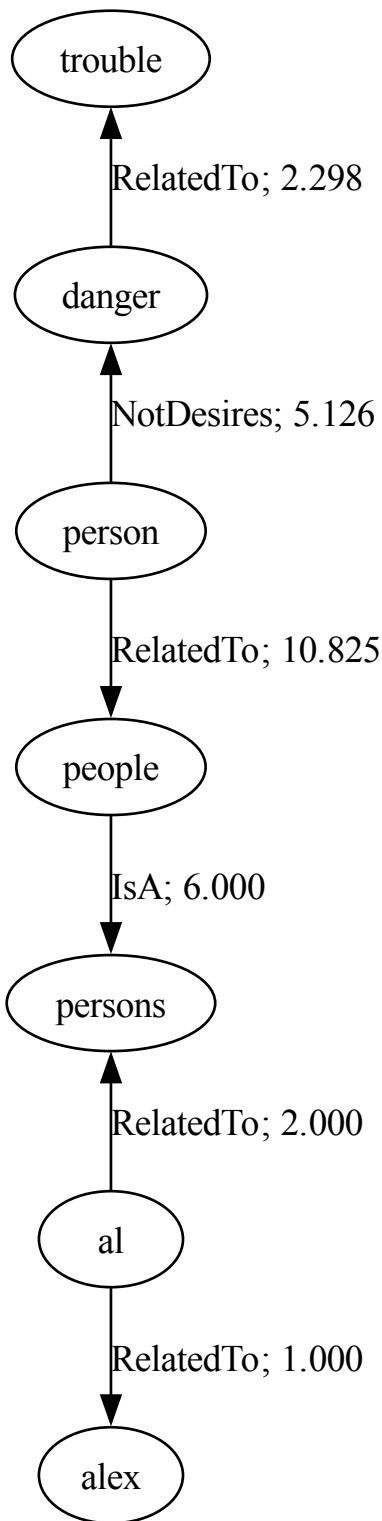 trouble
RelatedTo; 2.298
danger
NotDesires; 5.126
person
RelatedTo; 10.825
people
IsA; 6.000
persons
RelatedTo; 2.000
al
RelatedTo; 1.000
alex